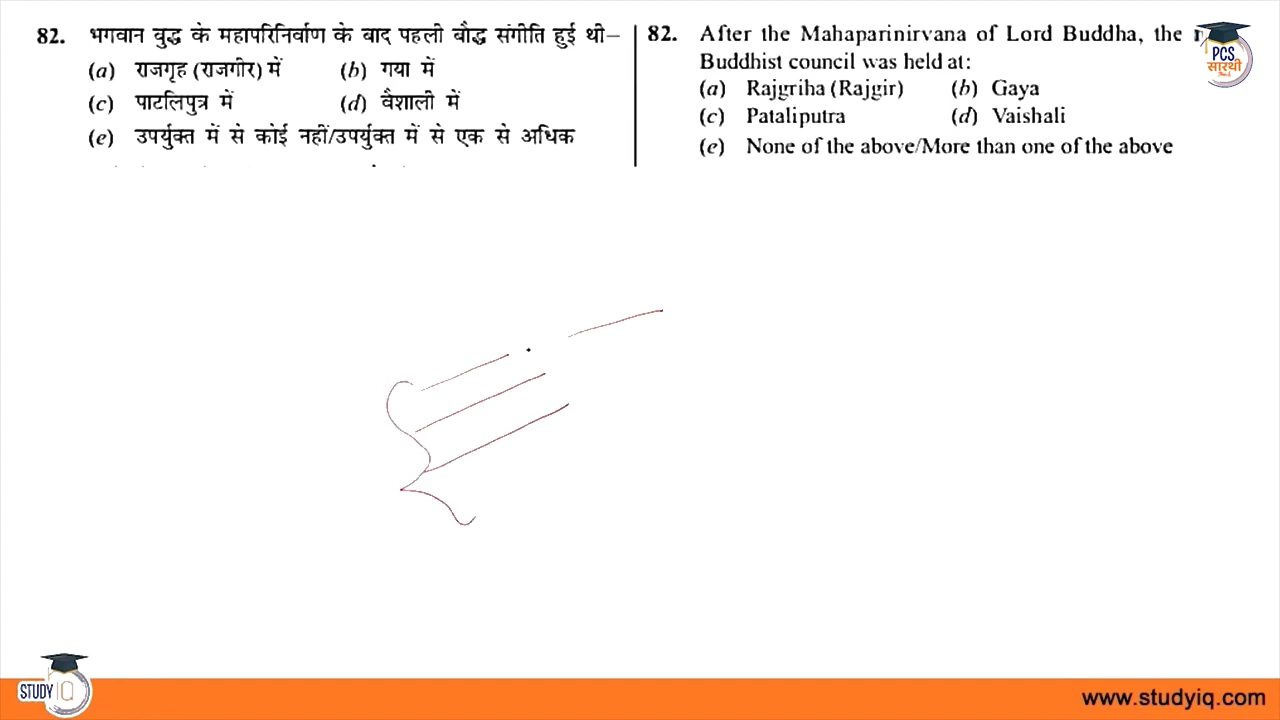 82. भगवान बुद्ध के महापरिनिर्वाण के बाद पहली बौद्ध संगीति हुई थी–
(a) राजगृह (राजगीर) में (b) गया में
(c) पाटलिपुत्र में (d) वैशाली में
(e) उपर्युक्त में से कोई नहीं/उपर्युक्त में से एक से अधिक
82. After the Mahaparinirvana of Lord Buddha, the
Buddhist council was held at:
(a) Rajgriha (Rajgir) (b) Gaya
(c) Pataliputra (d) Vaishali
(e) None of the above/More than one of the above
PCS
सारथी
STUDY IQ
www.studyiq.com